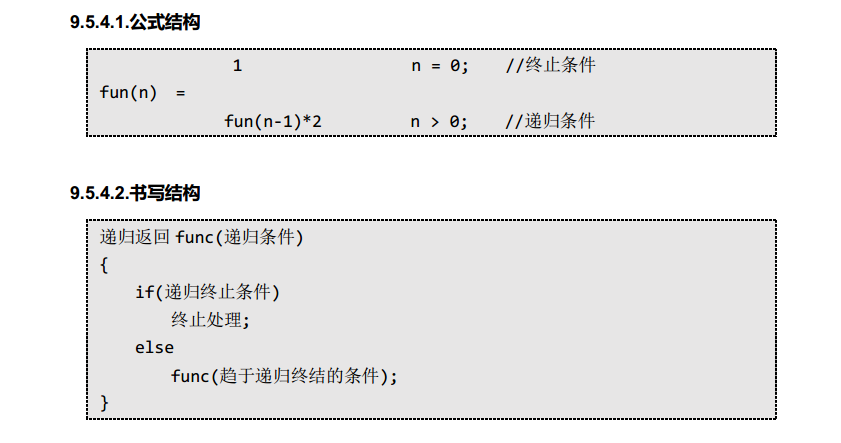 9.5.4.1.公式结构
1 n = 0; //终止条件
fun(n) =
fun(n-1)*2 n > 0; //递归条件
9.5.4.2.书写结构
递归返回 func(递归条件)
{
if(递归终止条件)
终止处理;
else
func(趋于递归终结的条件);
}